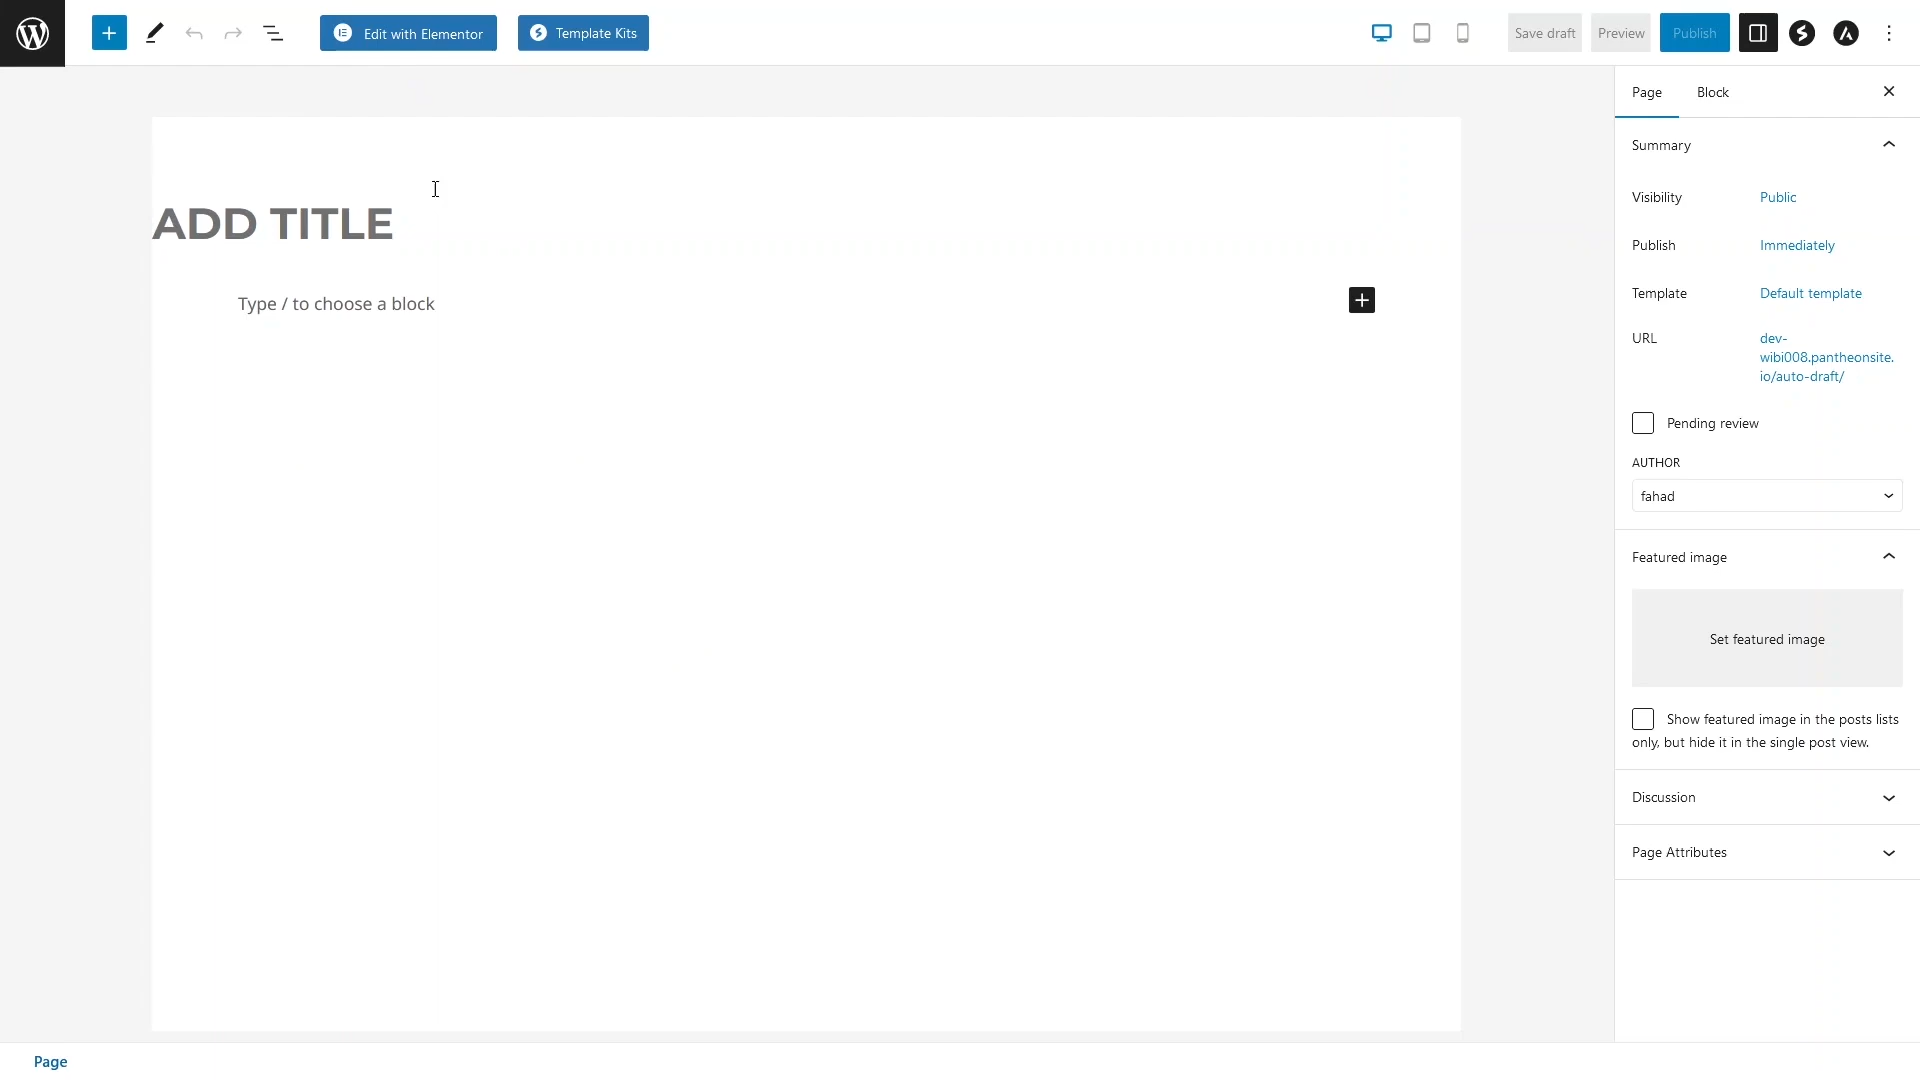 Edit with Elementor
Template Kits
Save draft
Preview
Publish
Page
Block
Summary
Visibility
Public
Publish
Immediately
Template
Default template
URL
dev-
wibi008.pantheonsite.
io/auto-draft/
Pending review
AUTHOR
fahad
Featured image
Set featured image
Show featured image in the posts lists
only, but hide it in the single post view.
Discussion
Page Attributes
ADD TITLE
Type / to choose a block
Page